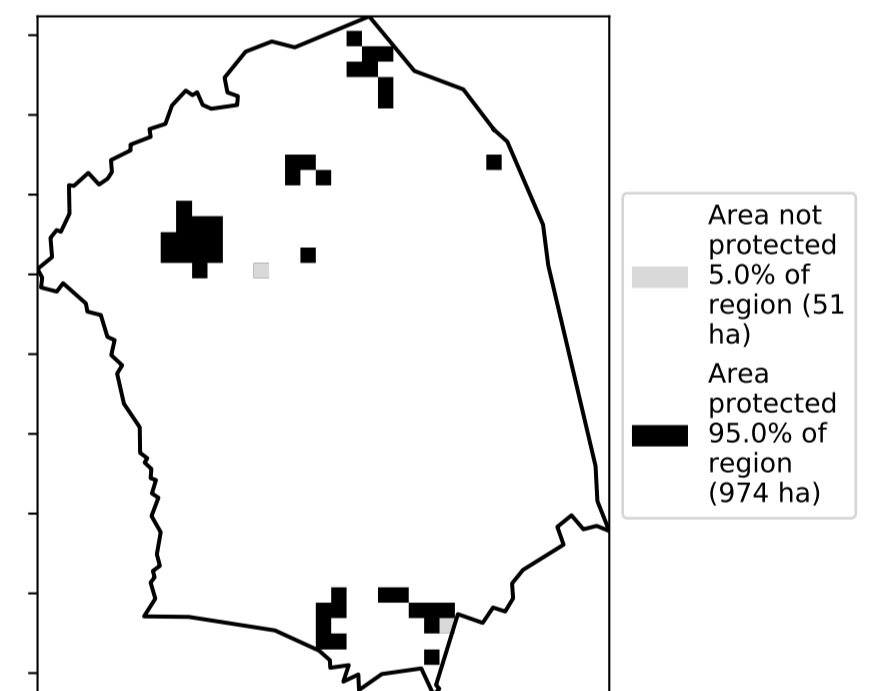 Area not
protected
5.0% of
region (51
ha)
Area
protected
95.0% of
region
(974 ha)